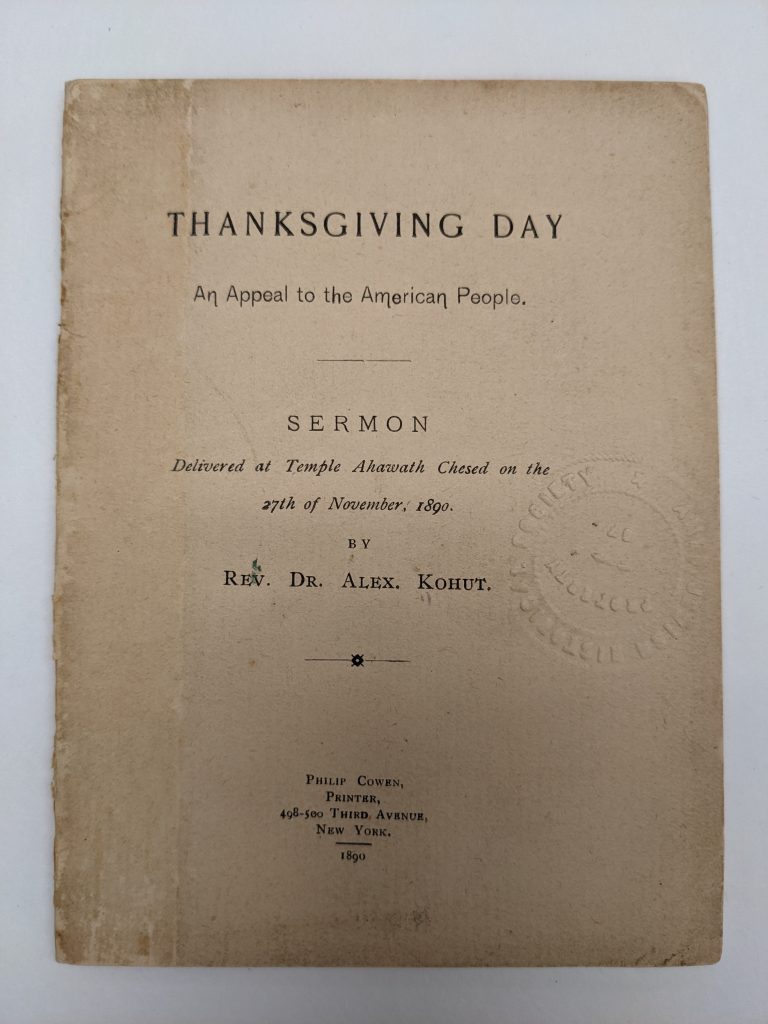 THANKSGIVING DAY
An Appeal to the American People.
SERMON
Delivered at Temple Ahawath Chesed on the
27th of November, 1890.
BY
REV. DR. ALEX. KOHUT.
PHILIP COWEN,
PRINTER,
498-500 THIRD AVENUE,
NEW YORK.
1890
SOCIETY